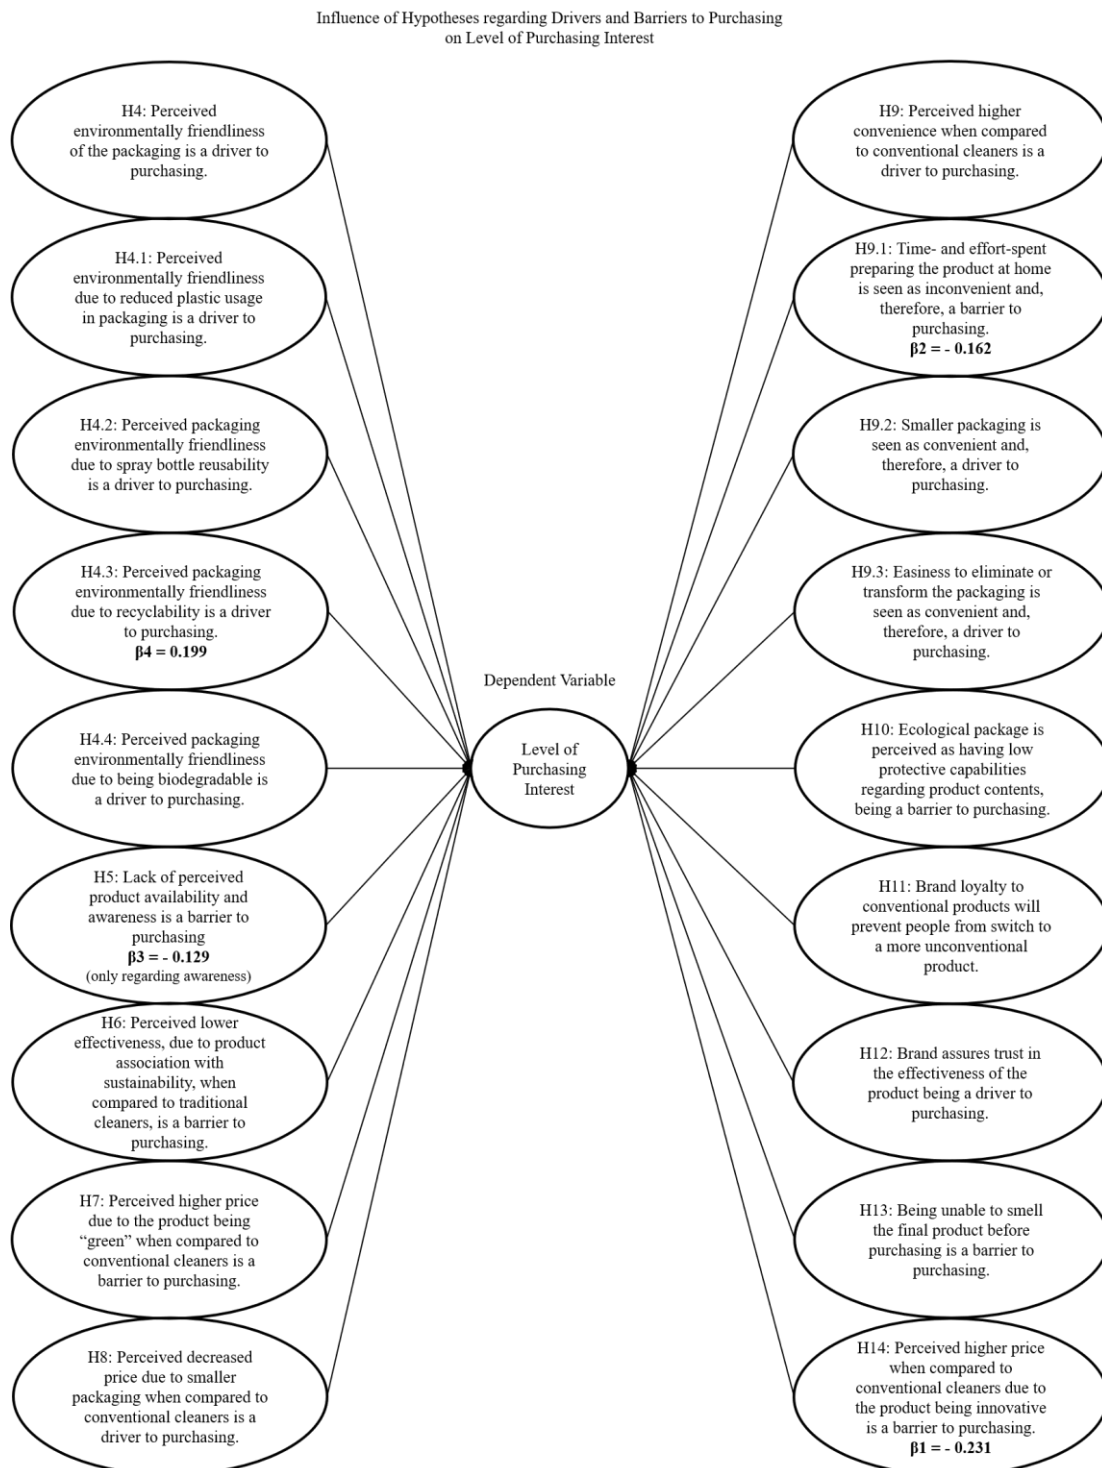 Influence of Hypotheses regarding Drivers and Barriers to Purchasing
on Level of Purchasing Interest
H4: Perceived
environmentally friendliness
of the packaging is a driver to
purchasing.
H4.1: Perceived
environmentally friendliness
due to reduced plastic usage
in packaging is a driver to
purchasing.
H4.2: Perceived packaging
environmentally friendliness
due to spray bottle reusability
is a driver to purchasing.
H4.3: Perceived packaging
environmentally friendliness
due to recyclability is a driver
to purchasing.
β4 = 0.199
H4.4: Perceived packaging
environmentally friendliness
due to being biodegradable is
a driver to purchasing.
H5: Lack of perceived
product availability and
awareness is a barrier to
purchasing
β3 = - 0.129
(only regarding awareness)
H6: Perceived lower
effectiveness, due to product
association with
sustainability, when
compared to traditional
cleaners, is a barrier to
purchasing.
H7: Perceived higher price
due to the product being
“green” when compared to
conventional cleaners is a
barrier to purchasing.
H8: Perceived decreased
price due to smaller
packaging when compared to
conventional cleaners is a
driver to purchasing.
Dependent Variable
Level of
Purchasing
Interest
H9: Perceived higher
convenience when compared
to conventional cleaners is a
driver to purchasing.
H9.1: Time- and effort-spent
preparing the product at home
is seen as inconvenient and,
therefore, a barrier to
purchasing.
β2 = - 0.162
H9.2: Smaller packaging is
seen as convenient and,
therefore, a driver to
purchasing.
H9.3: Easiness to eliminate or
transform the packaging is
seen as convenient and,
therefore, a driver to
purchasing.
H10: Ecological package is
perceived as having low
protective capabilities
regarding product contents,
being a barrier to purchasing.
H11: Brand loyalty to
conventional products will
prevent people from switch to
a more unconventional
product.
H12: Brand assures trust in
the effectiveness of the
product being a driver to
purchasing.
H13: Being unable to smell
the final product before
purchasing is a barrier to
purchasing.
H14: Perceived higher price
when compared to
conventional cleaners due to
the product being innovative
is a barrier to purchasing.
β1 = - 0.231